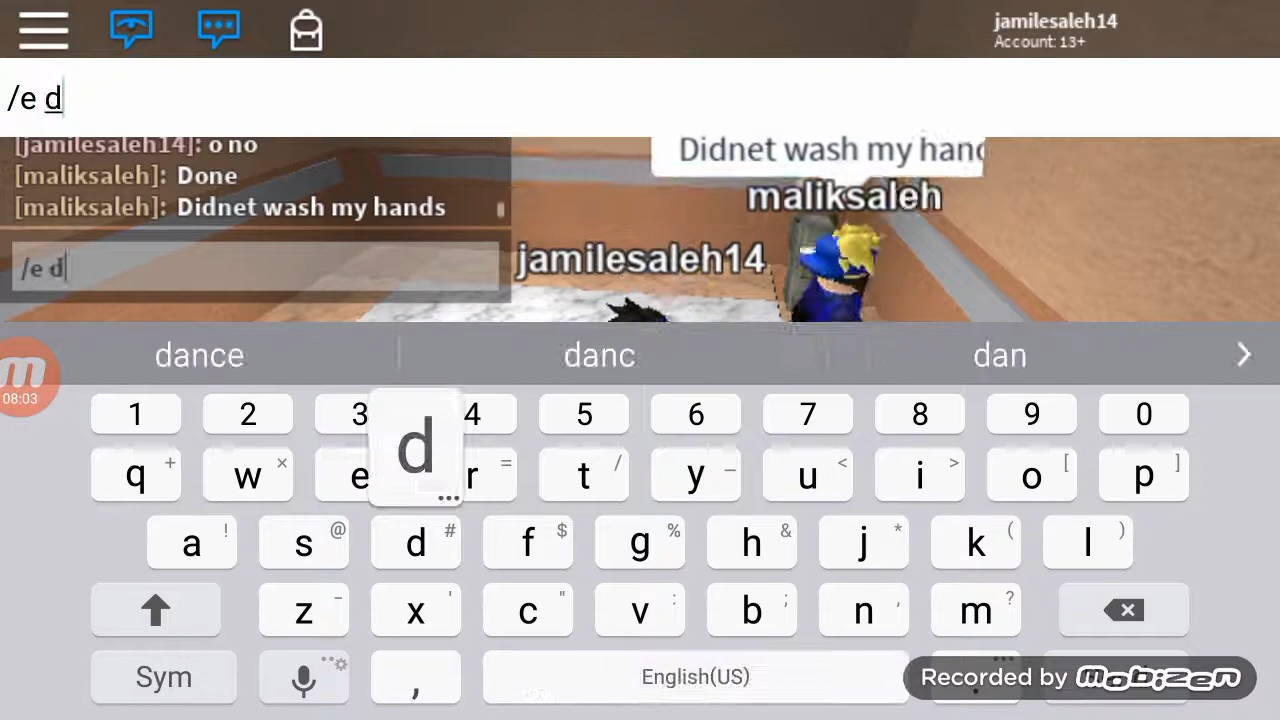 jamilesaleh14
Account: 13+
/e d
[jamilesaleh14]: o no
[maliksaleh]: Done
[maliksaleh]: Didnet wash my hands
/e d
Didnet wash my hand
maliksaleh
jamilesaleh14
dance danc dan
08:03
1 2 3 4 5 6 7 8 9 0
d
q + w × e r = t / y _ u < i > o [ p ]
a ! s @ d # f $ g % h & j * k ( l )
z - x ' c " v : b ; n , m ?
Sym , English(US) .
Recorded by mobizen